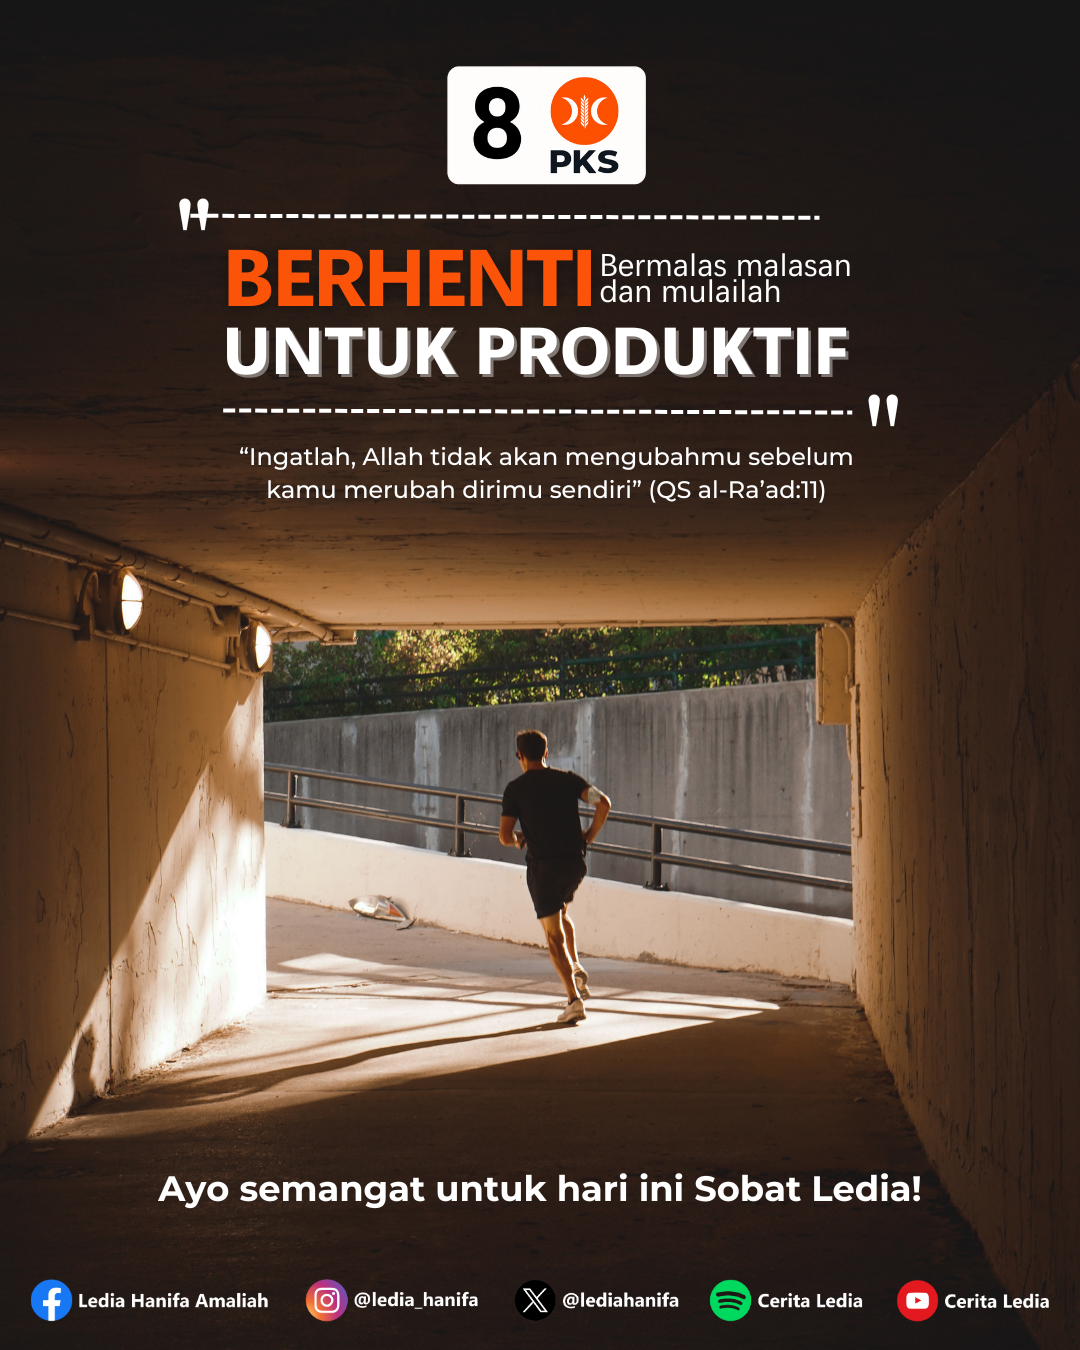 8
PKS
"
BERHENTI Bermalas malasan
dan mulailah
UNTUK PRODUKTIF
"
“Ingatlah, Allah tidak akan mengubahmu sebelum
kamu merubah dirimu sendiri” (QS al-Ra’ad:11)
Ayo semangat untuk hari ini Sobat Ledia!
Ledia Hanifa Amaliah @ledia_hanifa @lediahanifa Cerita Ledia Cerita Ledia